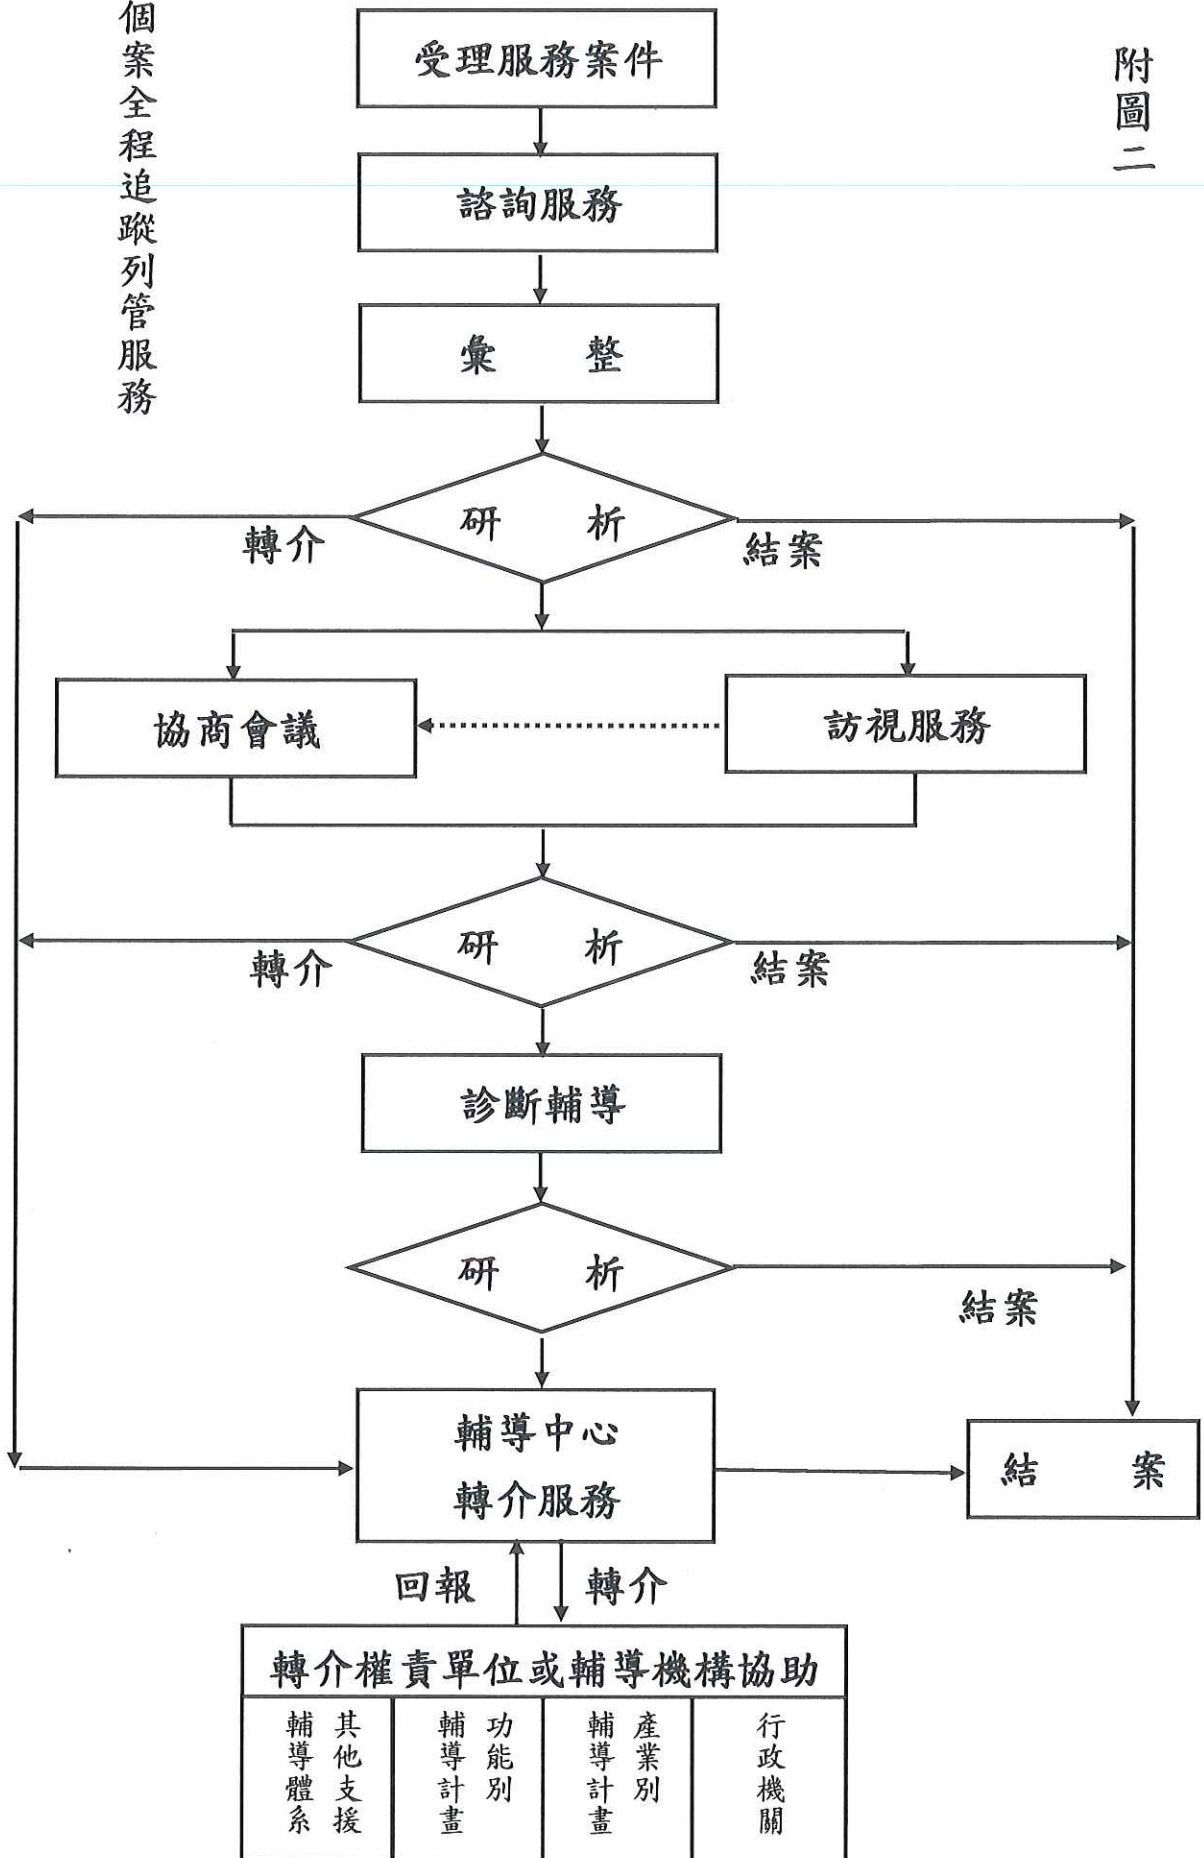 附圖二
個案全程追蹤列管服務
受理服務案件
諮詢服務
彙整
研析
轉介
結案
協商會議
訪視服務
研析
轉介
結案
診斷輔導
研析
結案
輔導中心
轉介服務
結案
回報
轉介
轉介權責單位或輔導機構協助
行政機關
產業別
輔導計畫
功能別
輔導計畫
其他支援
輔導體系